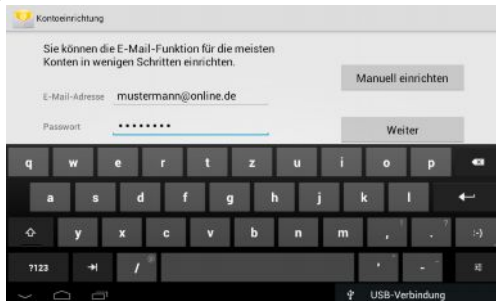 Kontoeinrichtung
Sie können die E-Mail-Funktion für die meisten
Konten in wenigen Schritten einrichten.
Manuell einrichten
E-Mail-Adresse mustermann@online.de
Passwort ••••••••
Weiter
q w e r t z u i o p
a s d f g h j k l
y x c v b n m , ! . ? :-)
?123 / @ ' " - _
USB-Verbindung